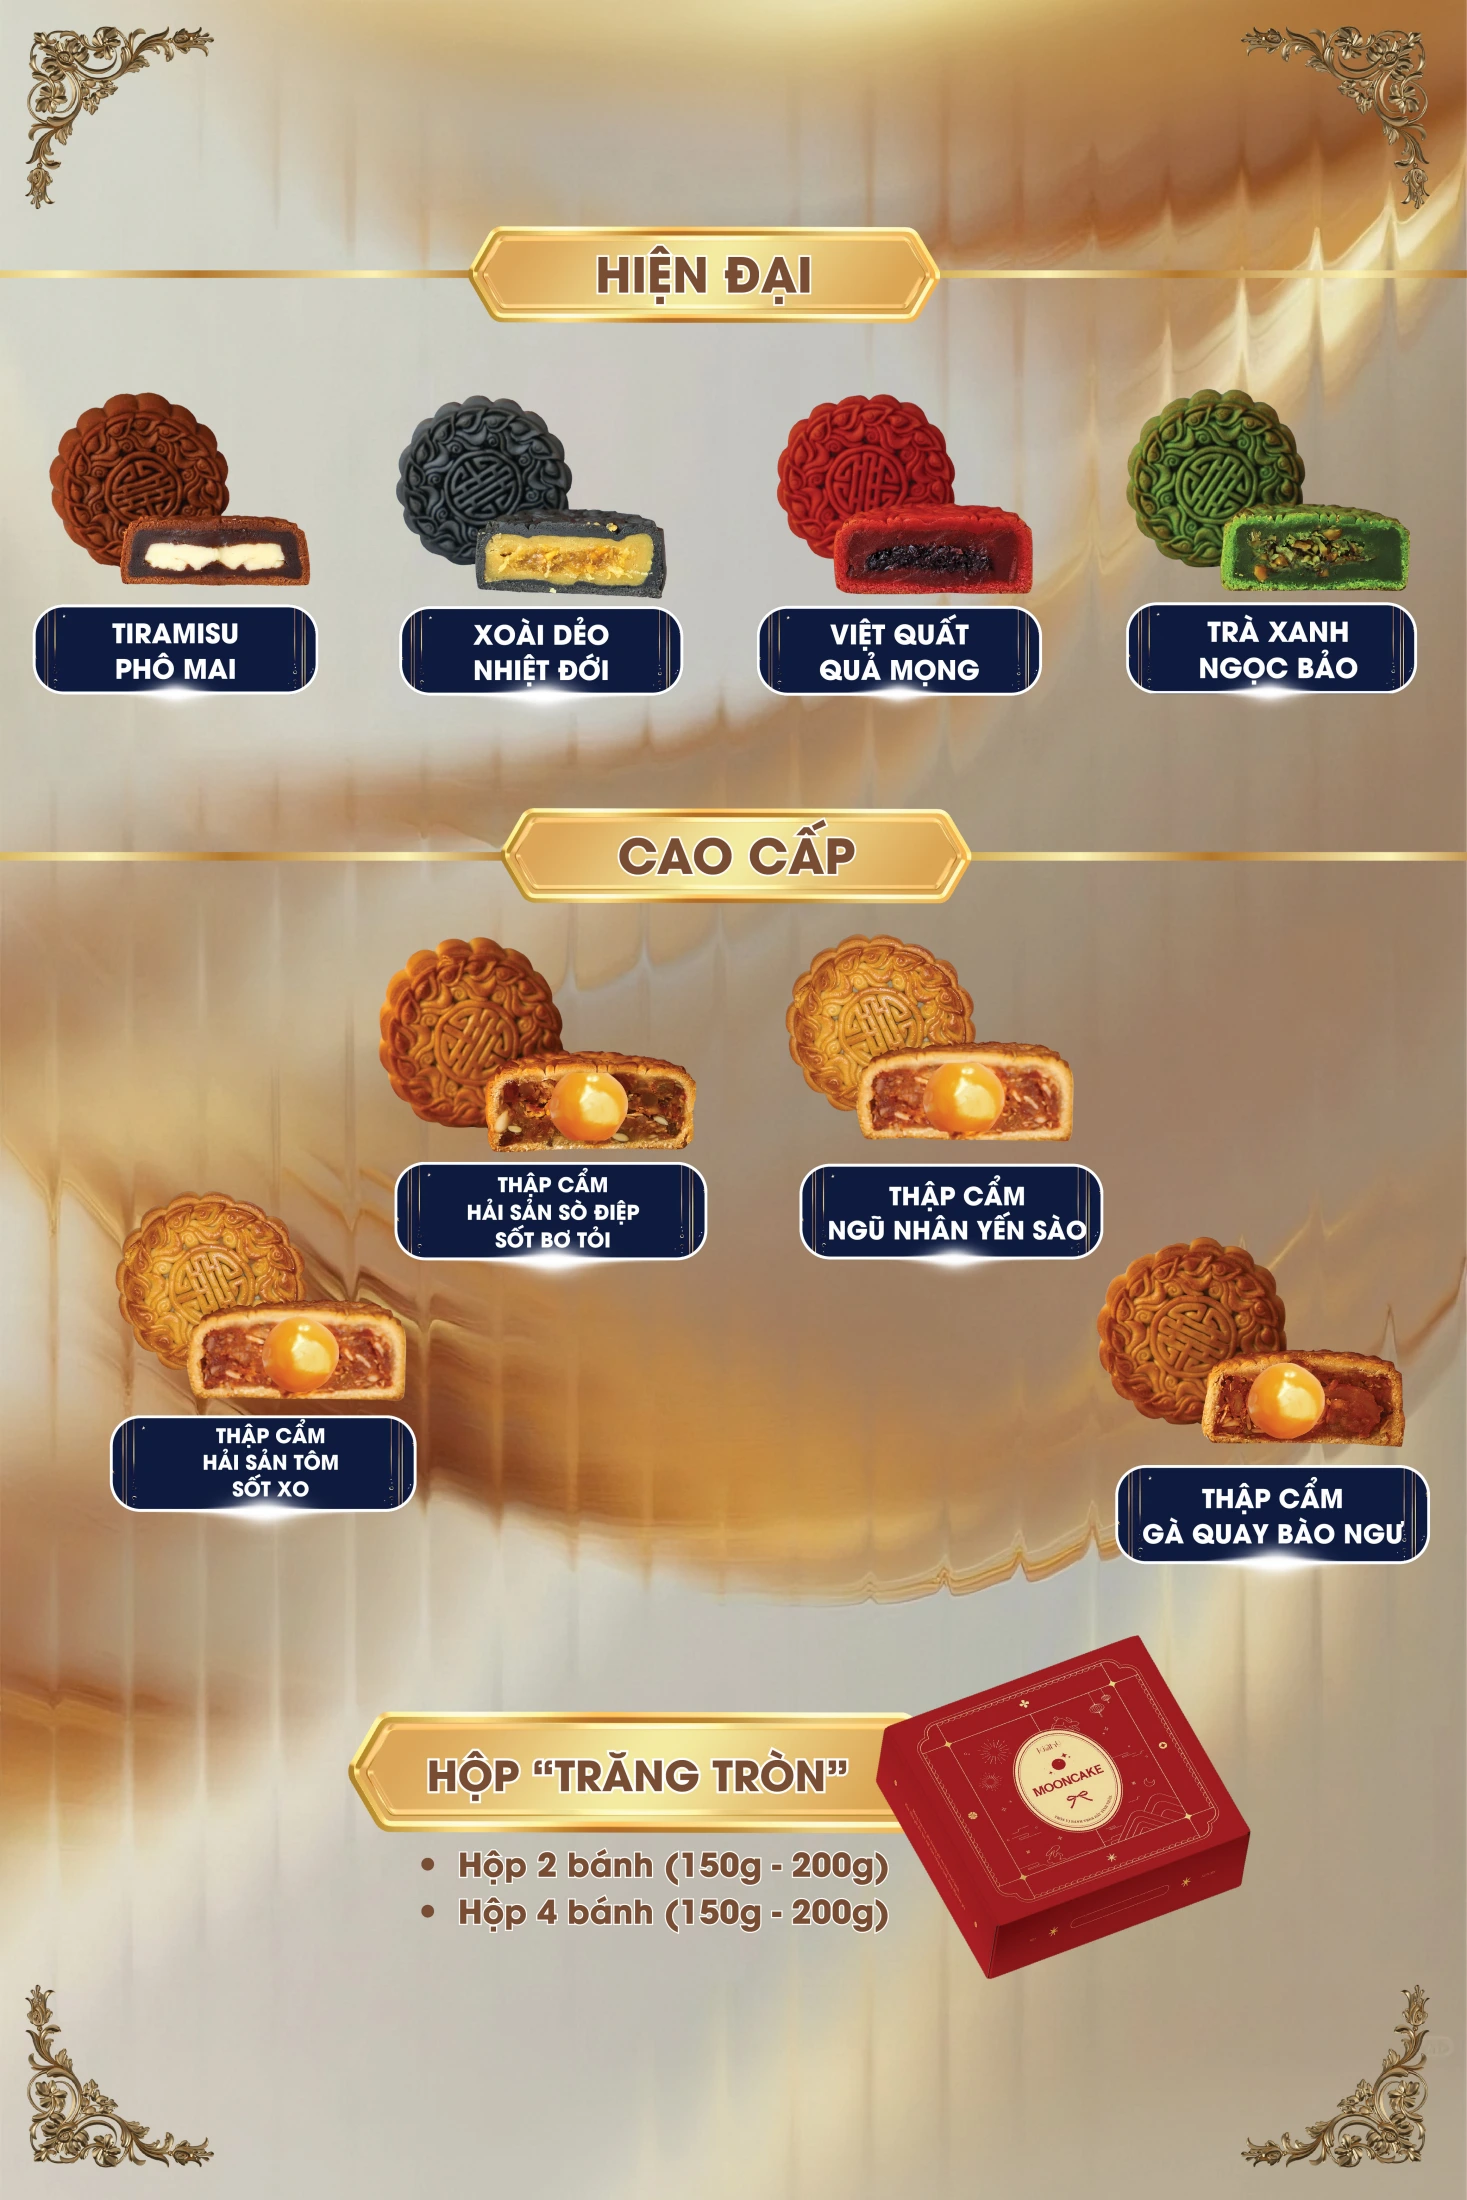 HIỆN ĐẠI
TIRAMISU
PHÔ MAI
XOÀI DẺO
NHIỆT ĐỚI
VIỆT QUẤT
QUẢ MỌNG
TRÀ XANH
NGỌC BẢO
CAO CẤP
THẬP CẨM
HẢI SẢN SÒ ĐIỆP
SỐT BƠ TỎI
THẬP CẨM
NGŨ NHÂN YẾN SÀO
THẬP CẨM
HẢI SẢN TÔM
SỐT XO
THẬP CẨM
GÀ QUAY BÀO NGƯ
HỘP “TRĂNG TRÒN”
MOONCAKE
• Hộp 2 bánh (150g - 200g)
• Hộp 4 bánh (150g - 200g)